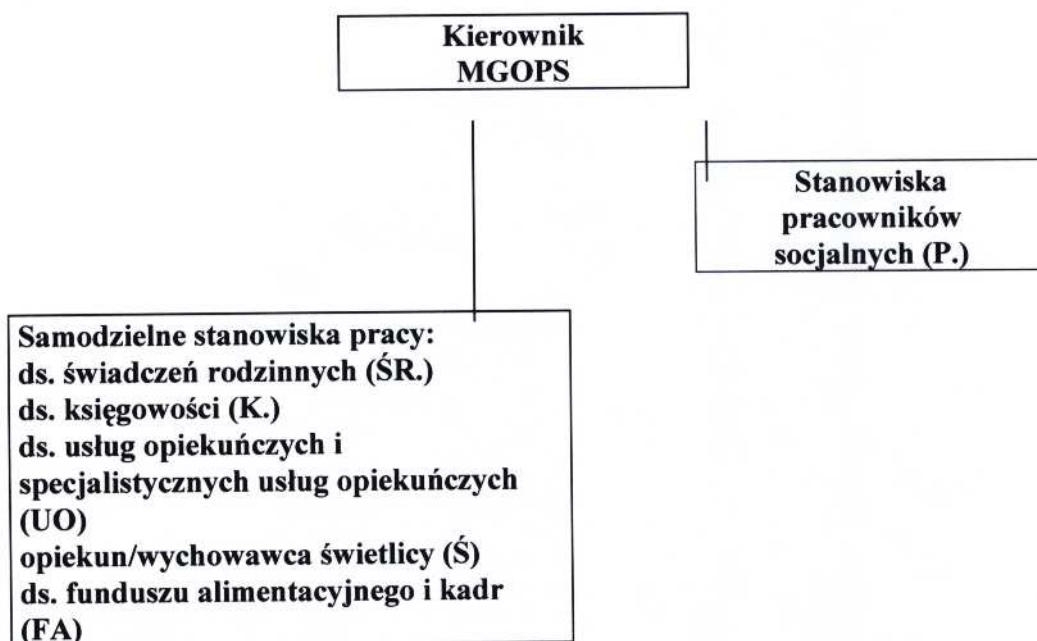 Kierownik
MGOPS
Stanowiska
pracowników
socjalnych (P.)
Samodzielne stanowiska pracy:
ds. świadczeń rodzinnych (ŚR.)
ds. księgowości (K.)
ds. usług opiekuńczych i
specjalistycznych usług opiekuńczych
(UO)
opiekun/wychowawca świetlicy (Ś)
ds. funduszu alimentacyjnego i kadr
(FA)